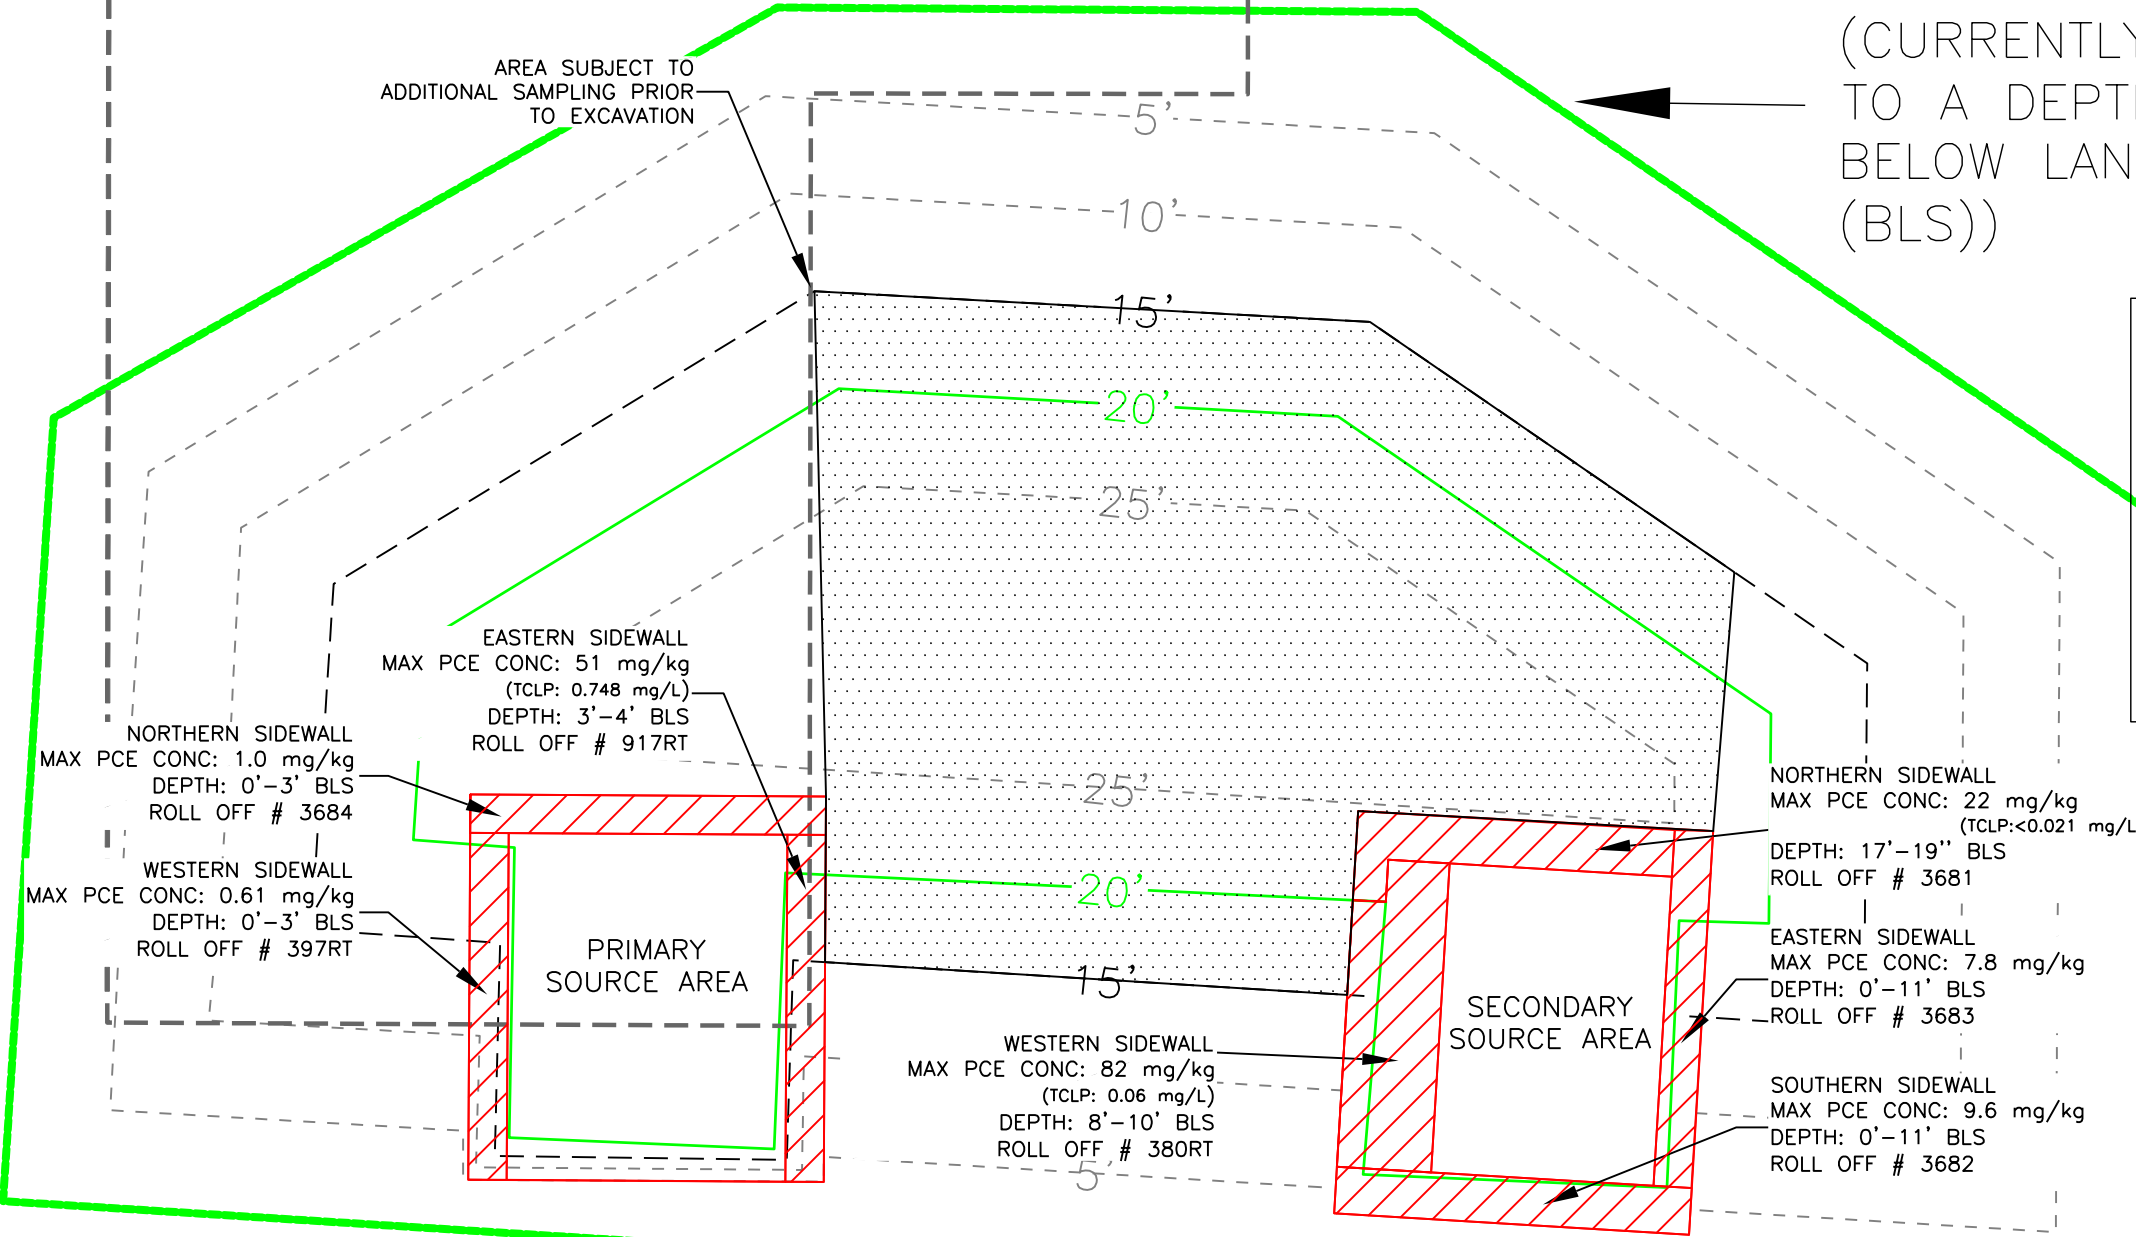 (CURRENTLY
TO A DEPT
BELOW LAN
(BLS))
AREA SUBJECT TO
ADDITIONAL SAMPLING PRIOR
TO EXCAVATION
5'
10'
15'
20'
25'
EASTERN SIDEWALL
MAX PCE CONC: 51 mg/kg
(TCLP: 0.748 mg/L)
DEPTH: 3'-4' BLS
ROLL OFF # 917RT
NORTHERN SIDEWALL
MAX PCE CONC: 1.0 mg/kg
DEPTH: 0'-3' BLS
ROLL OFF # 3684
WESTERN SIDEWALL
MAX PCE CONC: 0.61 mg/kg
DEPTH: 0'-3' BLS
ROLL OFF # 397RT
25'
20'
15'
5'
PRIMARY
SOURCE AREA
WESTERN SIDEWALL
MAX PCE CONC: 82 mg/kg
(TCLP: 0.06 mg/L)
DEPTH: 8'-10' BLS
ROLL OFF # 380RT
SECONDARY
SOURCE AREA
NORTHERN SIDEWALL
MAX PCE CONC: 22 mg/kg
(TCLP:<0.021 mg/L
DEPTH: 17'-19'' BLS
ROLL OFF # 3681
EASTERN SIDEWALL
MAX PCE CONC: 7.8 mg/kg
DEPTH: 0'-11' BLS
ROLL OFF # 3683
SOUTHERN SIDEWALL
MAX PCE CONC: 9.6 mg/kg
DEPTH: 0'-11' BLS
ROLL OFF # 3682